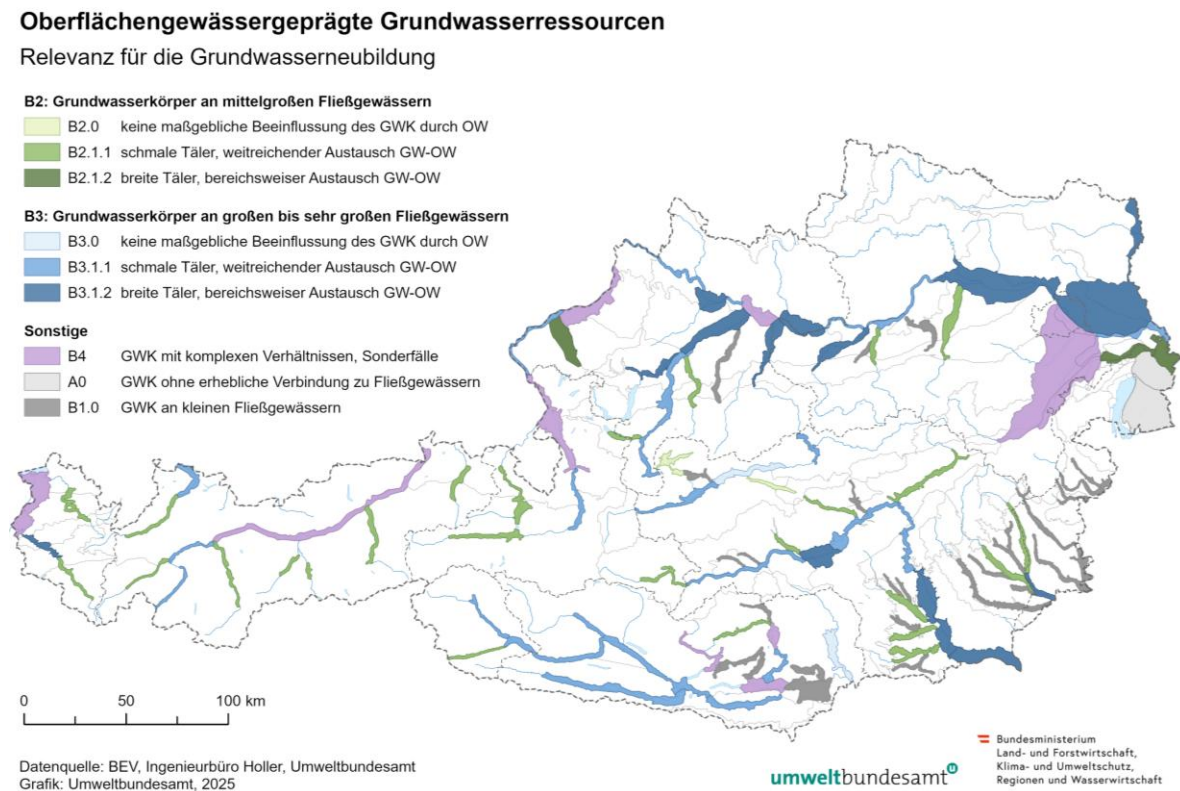 Oberflächengewässergeprägte Grundwasserressourcen
Relevanz für die Grundwasserneubildung
B2: Grundwasserkörper an mittelgroßen Fließgewässern
B2.0 keine maßgebliche Beeinflussung des GWK durch OW
B2.1.1 schmale Täler, weitreichender Austausch GW-OW
B2.1.2 breite Täler, bereichsweiser Austausch GW-OW
B3: Grundwasserkörper an großen bis sehr großen Fließgewässern
B3.0 keine maßgebliche Beeinflussung des GWK durch OW
B3.1.1 schmale Täler, weitreichender Austausch GW-OW
B3.1.2 breite Täler, bereichsweiser Austausch GW-OW
Sonstige
B4 GWK mit komplexen Verhältnissen, Sonderfälle
A0 GWK ohne erhebliche Verbindung zu Fließgewässern
B1.0 GWK an kleinen Fließgewässern
0 50 100 km
Datenquelle: BEV, Ingenieurbüro Holler, Umweltbundesamt
Grafik: Umweltbundesamt, 2025
umweltbundesamt u
Bundesministerium
Land- und Forstwirtschaft,
Klima- und Umweltschutz,
Regionen und Wasserwirtschaft